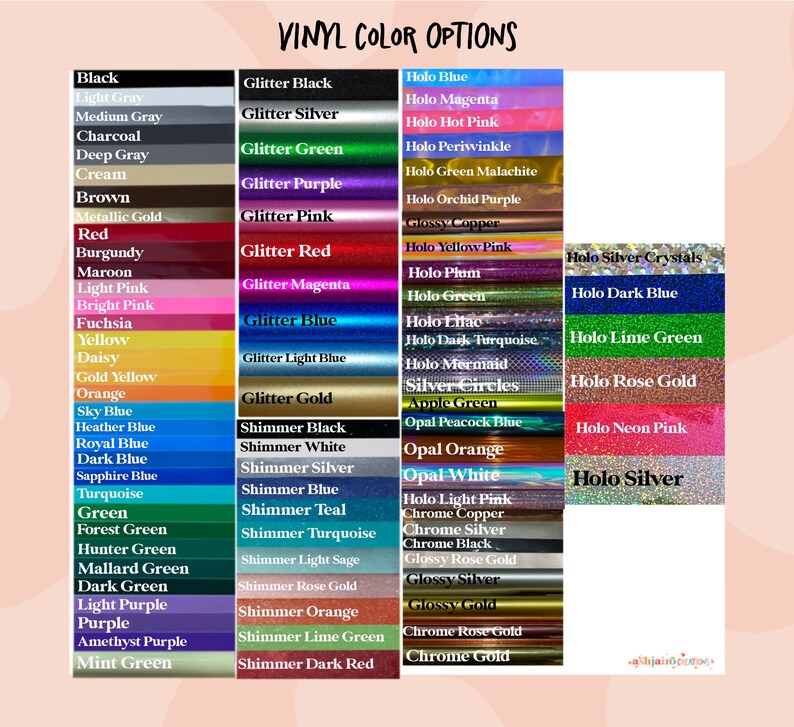 VINYL COLOR OPTIONS
Black
Light Gray
Medium Gray
Charcoal
Deep Gray
Cream
Brown
Metallic Gold
Red
Burgundy
Maroon
Light Pink
Bright Pink
Fuchsia
Yellow
Daisy
Gold Yellow
Orange
Sky Blue
Heather Blue
Royal Blue
Dark Blue
Sapphire Blue
Turquoise
Green
Forest Green
Hunter Green
Mallard Green
Dark Green
Light Purple
Purple
Amethyst Purple
Mint Green
Glitter Black
Glitter Silver
Glitter Green
Glitter Purple
Glitter Pink
Glitter Red
Glitter Magenta
Glitter Blue
Glitter Light Blue
Glitter Gold
Shimmer Black
Shimmer White
Shimmer Silver
Shimmer Blue
Shimmer Teal
Shimmer Turquoise
Shimmer Light Sage
Shimmer Rose Gold
Shimmer Orange
Shimmer Lime Green
Shimmer Dark Red
Holo Blue
Holo Magenta
Holo Hot Pink
Holo Periwinkle
Holo Green Malachite
Holo Orchid Purple
Glossy Copper
Holo Yellow Pink
Holo Plum
Holo Green
Holo Lilac
Holo Dark Turquoise
Holo Mermaid
Silver Circles
Apple Green
Opal Peacock Blue
Opal Orange
Opal White
Holo Light Pink
Chrome Copper
Chrome Silver
Chrome Black
Glossy Rose Gold
Glossy Silver
Glossy Gold
Chrome Rose Gold
Chrome Gold
Holo Silver Crystals
Holo Dark Blue
Holo Lime Green
Holo Rose Gold
Holo Neon Pink
Holo Silver
ashjairo CREATIONS